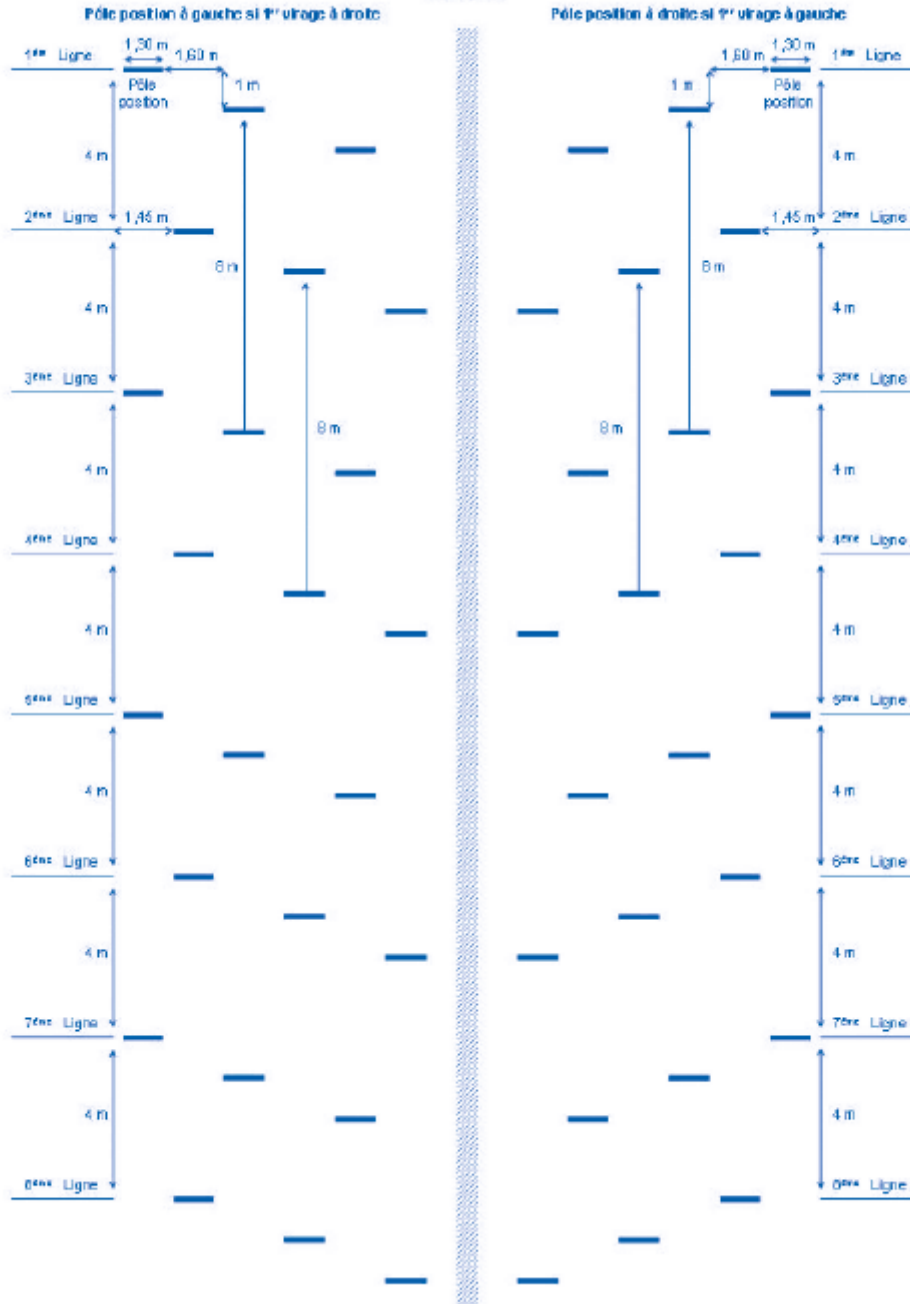 Pôle position à gauche si 1er virage à droite
Pôle position à droite si 1er virage à gauche
1,30 m
1,30 m
1ère Ligne
1,60 m
1,60 m
1ère Ligne
Pôle
position
1 m
1 m
Pôle
position
4 m
4 m
2ème Ligne
1,45 m
1,45 m
2ème Ligne
8 m
8 m
4 m
4 m
3ème Ligne
3ème Ligne
8 m
8 m
4 m
4 m
4ème Ligne
4ème Ligne
4 m
4 m
5ème Ligne
5ème Ligne
4 m
4 m
6ème Ligne
6ème Ligne
4 m
4 m
7ème Ligne
7ème Ligne
4 m
4 m
8ème Ligne
8ème Ligne